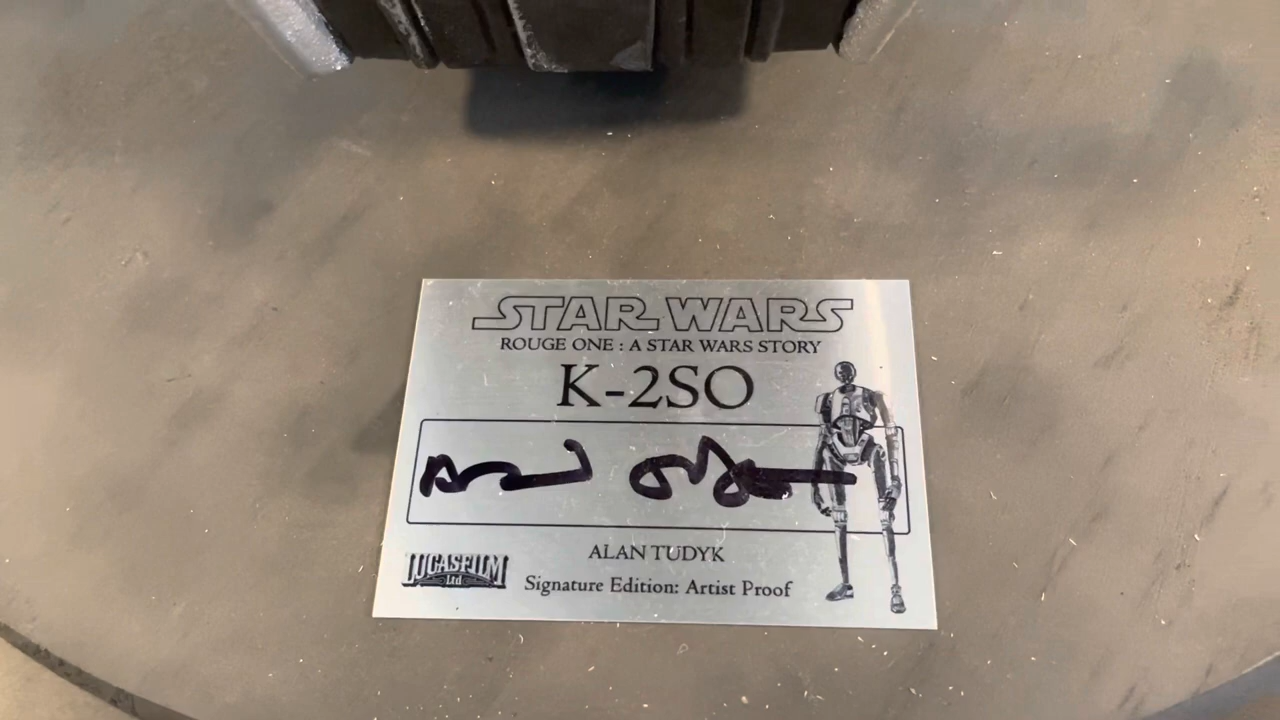 STAR WARS
ROUGE ONE : A STAR WARS STORY
K-2SO
ALAN TUDYK
LUCASFILM
Ltd
Signature Edition: Artist Proof